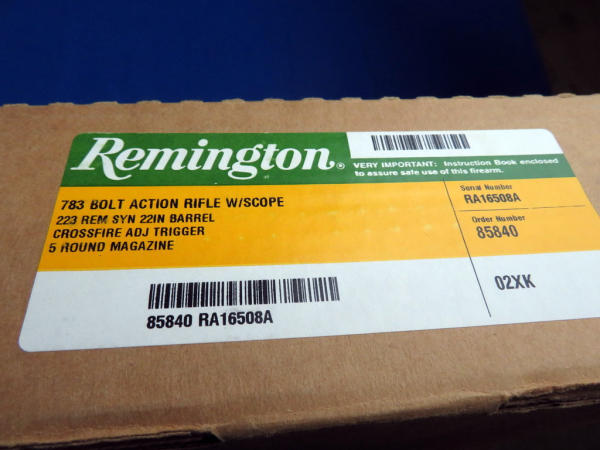 Remington®
VERY IMPORTANT: Instruction Book enclosed
to assure safe use of this firearm.
783 BOLT ACTION RIFLE W/SCOPE
223 REM SYN 22IN BARREL
CROSSFIRE ADJ TRIGGER
5 ROUND MAGAZINE
Serial Number
RA16508A
Order Number
85840
02XK
85840 RA16508A